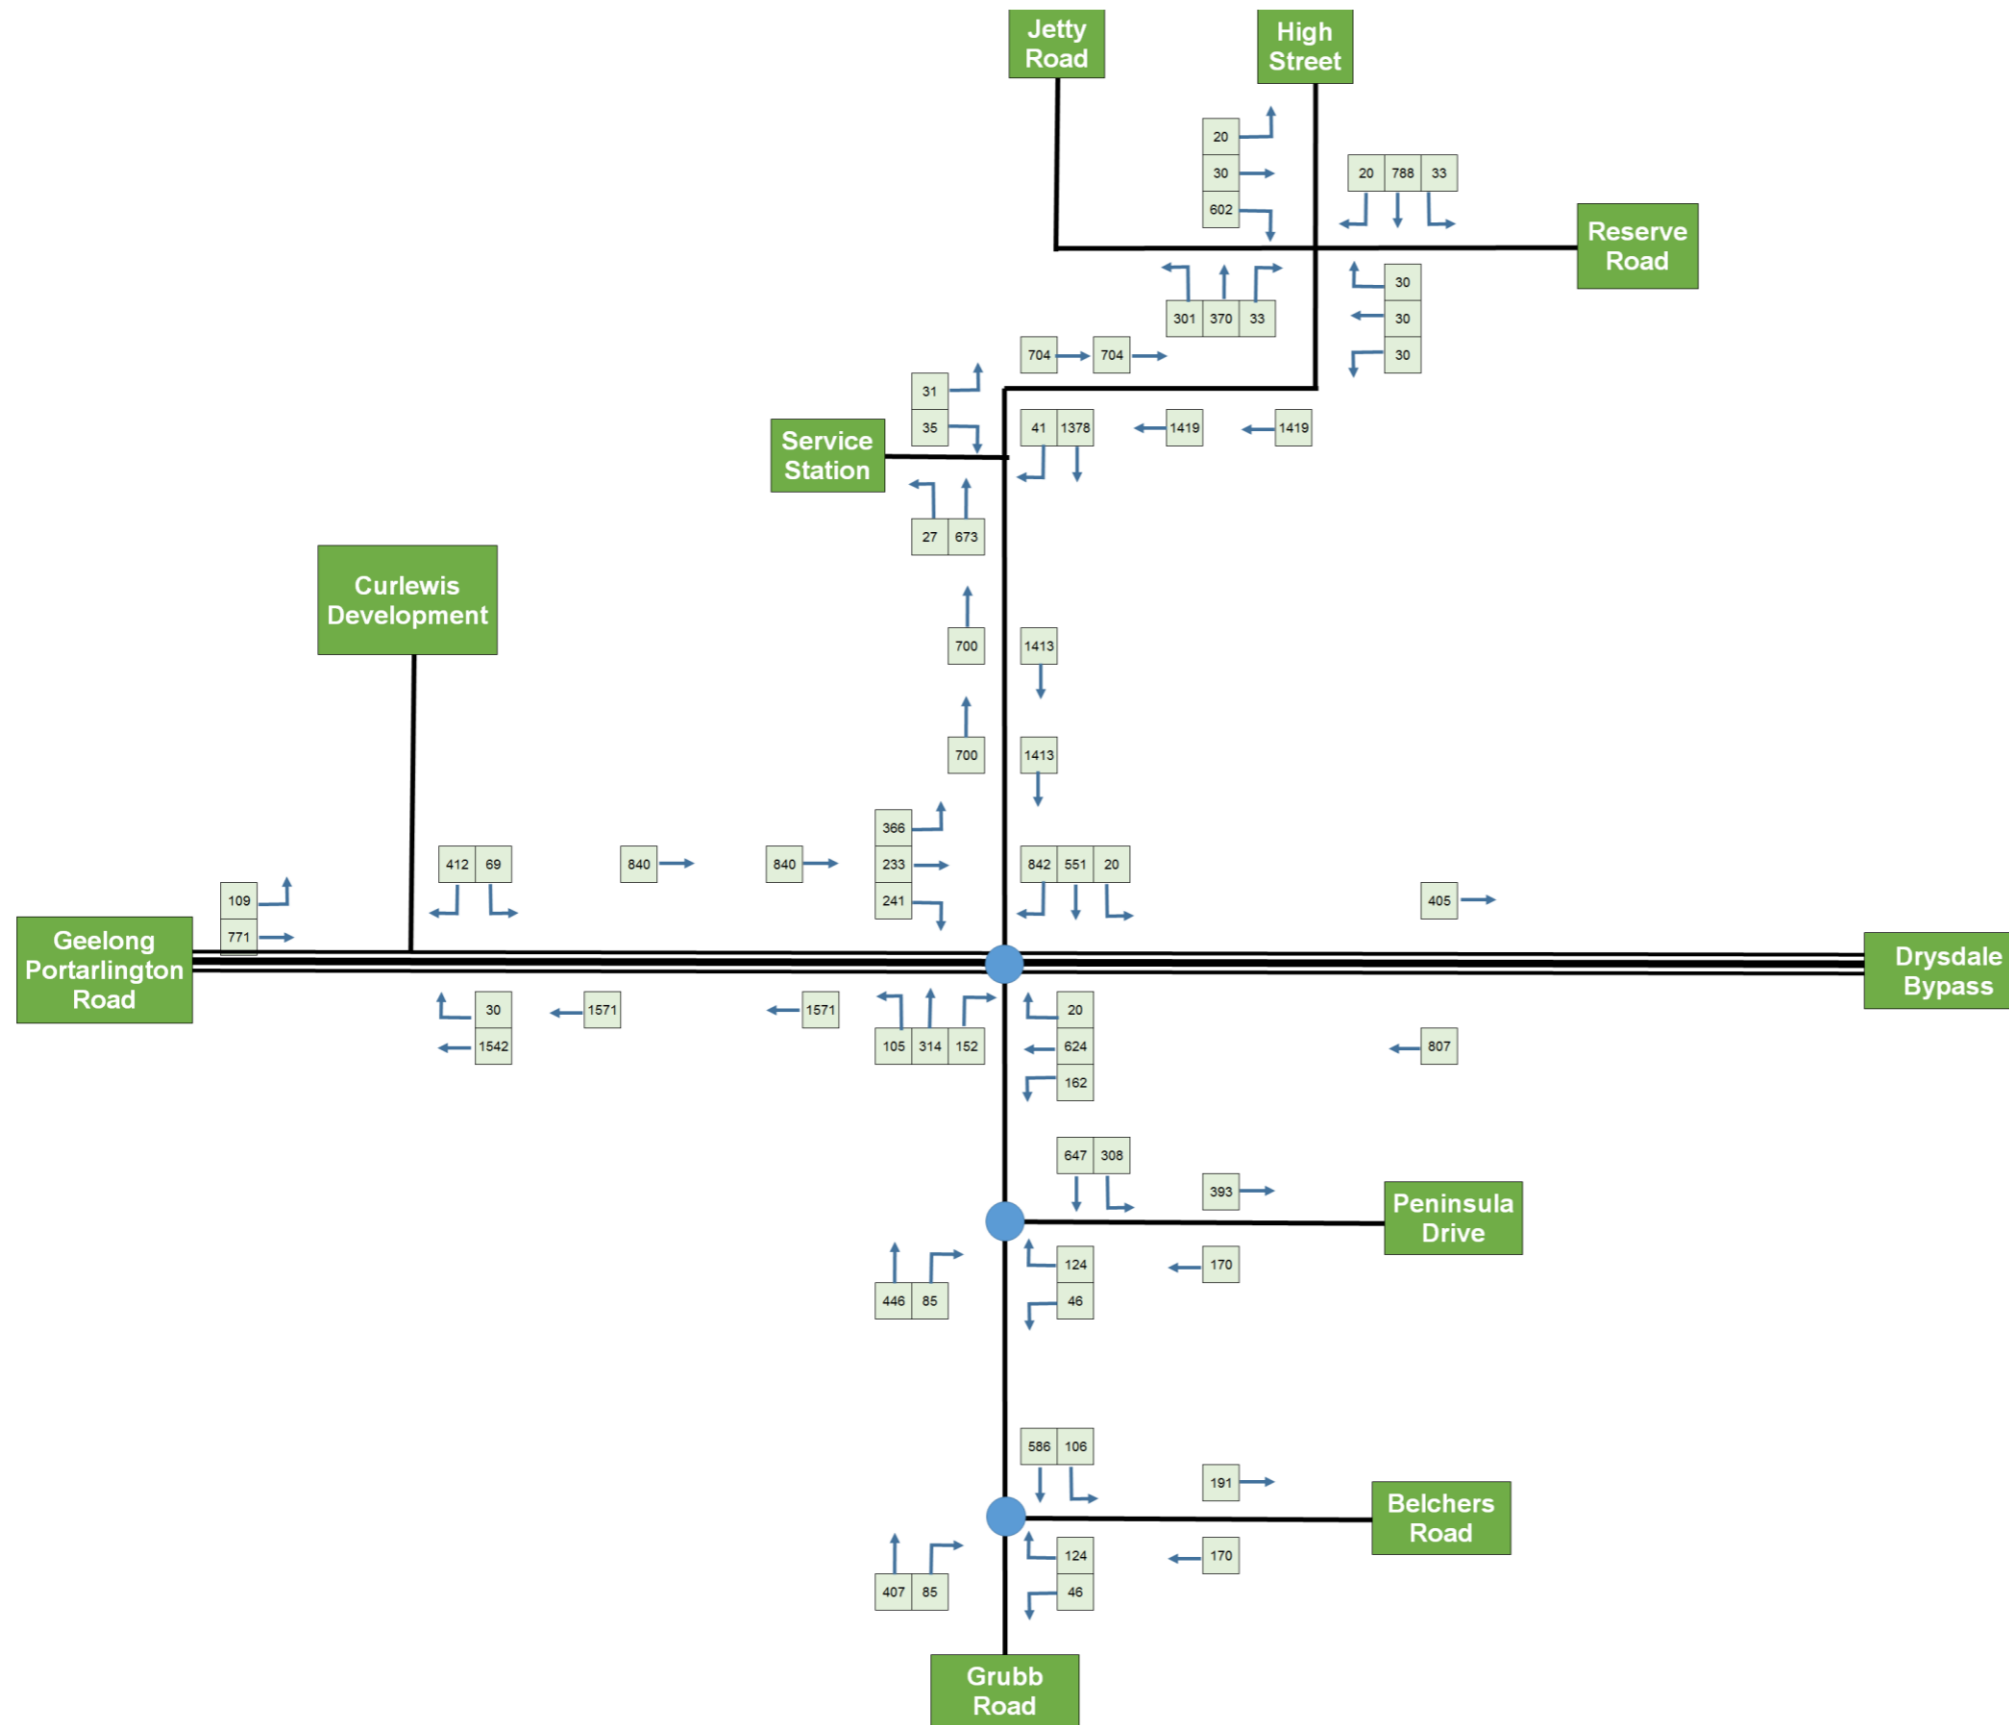 Jetty
Road
High
Street
20
30
602
20 788 33
Reserve
Road
301 370 33
30
30
30
704 704
31
35
Service
Station
41 1378 1419 1419
27 673
Curlewis
Development
700 1413
700 1413
366
233
241
412 69 840 840 842 551 20
109
771
405
Geelong
Portarlington
Road
Drysdale
Bypass
30
1542
1571 1571
105 314 152
20
624
162
807
647 308
393
Peninsula
Drive
446 85
124
46
170
586 106
191
Belchers
Road
407 85
124
46
170
Grubb
Road